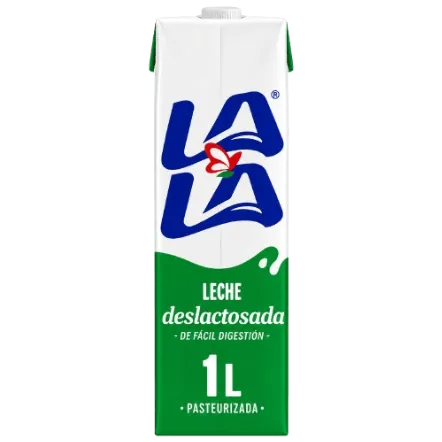 LA
®
LA
LECHE
deslactosada
- DE FÁCIL DIGESTIÓN -
1L
• PASTEURIZADA •